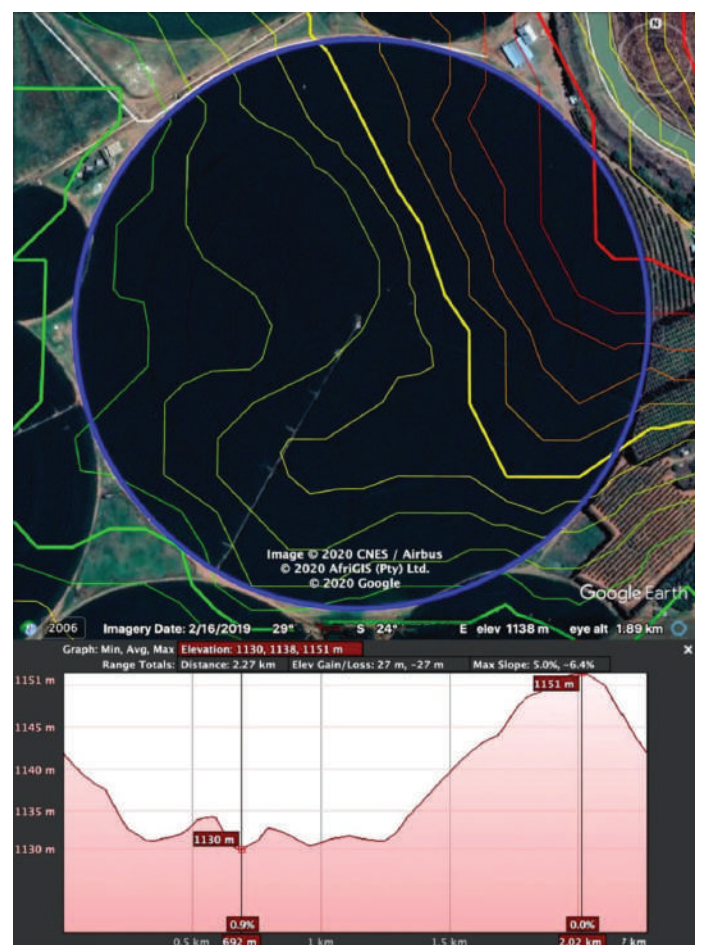 N
Image © 2020 CNES / Airbus
© 2020 AfriGIS (Pty) Ltd.
© 2020 Google
Google Earth
2006 Imagery Date: 2/16/2019 29° S 24° E elev 1138 m eye alt 1.89 km
Graph: Min, Avg, Max Elevation: 1130, 1138, 1151 m
Range Totals: Distance: 2.27 km Elev Gain/Loss: 27 m, -27 m Max Slope: 5.0%, -6.4%
1151 m
1151 m
1145 m
1140 m
1135 m
1130 m
1130 m
0.9% 0.0%
0.5 km 692 m 1 km 1.5 km 2.02 km 7 km